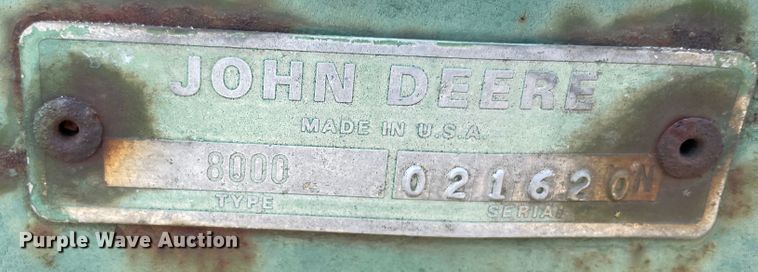 JOHN DEERE
MADE IN U.S.A.
8000
021620N
TYPE
SERIAL
Purple Wave Auction